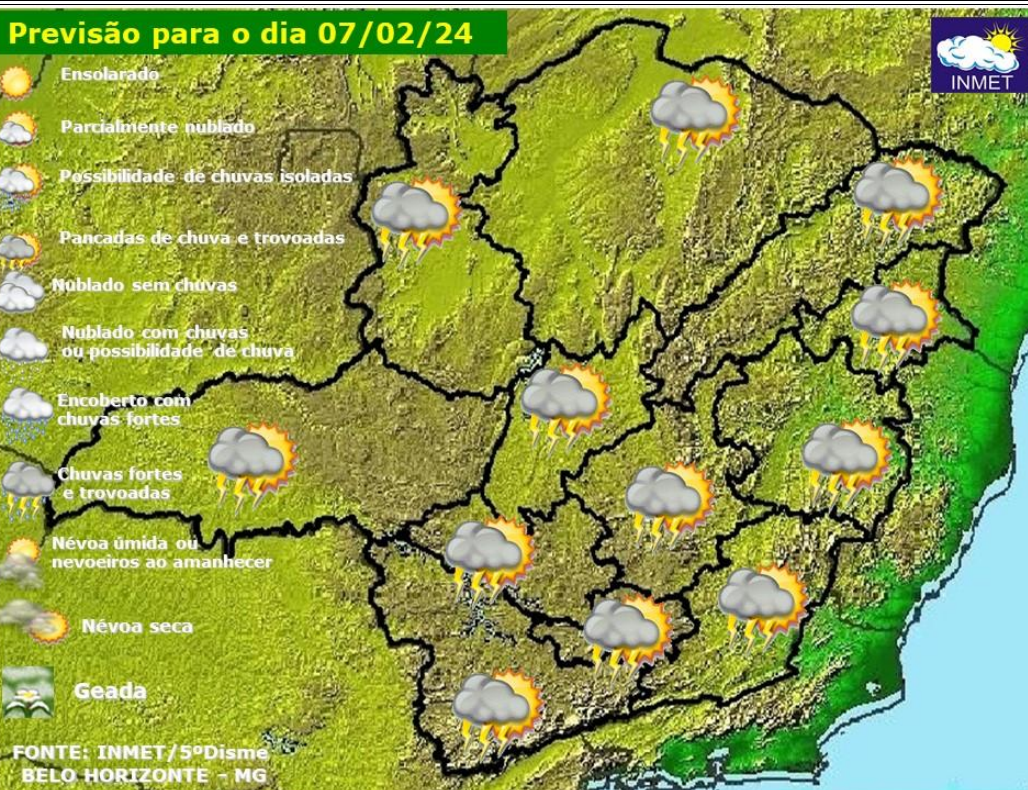 Previsão para o dia 07/02/24
INMET
Ensolarado
Parcialmente nublado
Possibilidade de chuvas isoladas
Pancadas de chuva e trovoadas
Nublado sem chuvas
Nublado com chuvas
ou possibilidade de chuva
Encoberto com
chuvas fortes
Chuvas fortes
e trovoadas
Névoa úmida ou
nevoeiros ao amanhecer
Névoa seca
Geada
FONTE: INMET/5ºDisme
BELO HORIZONTE - MG